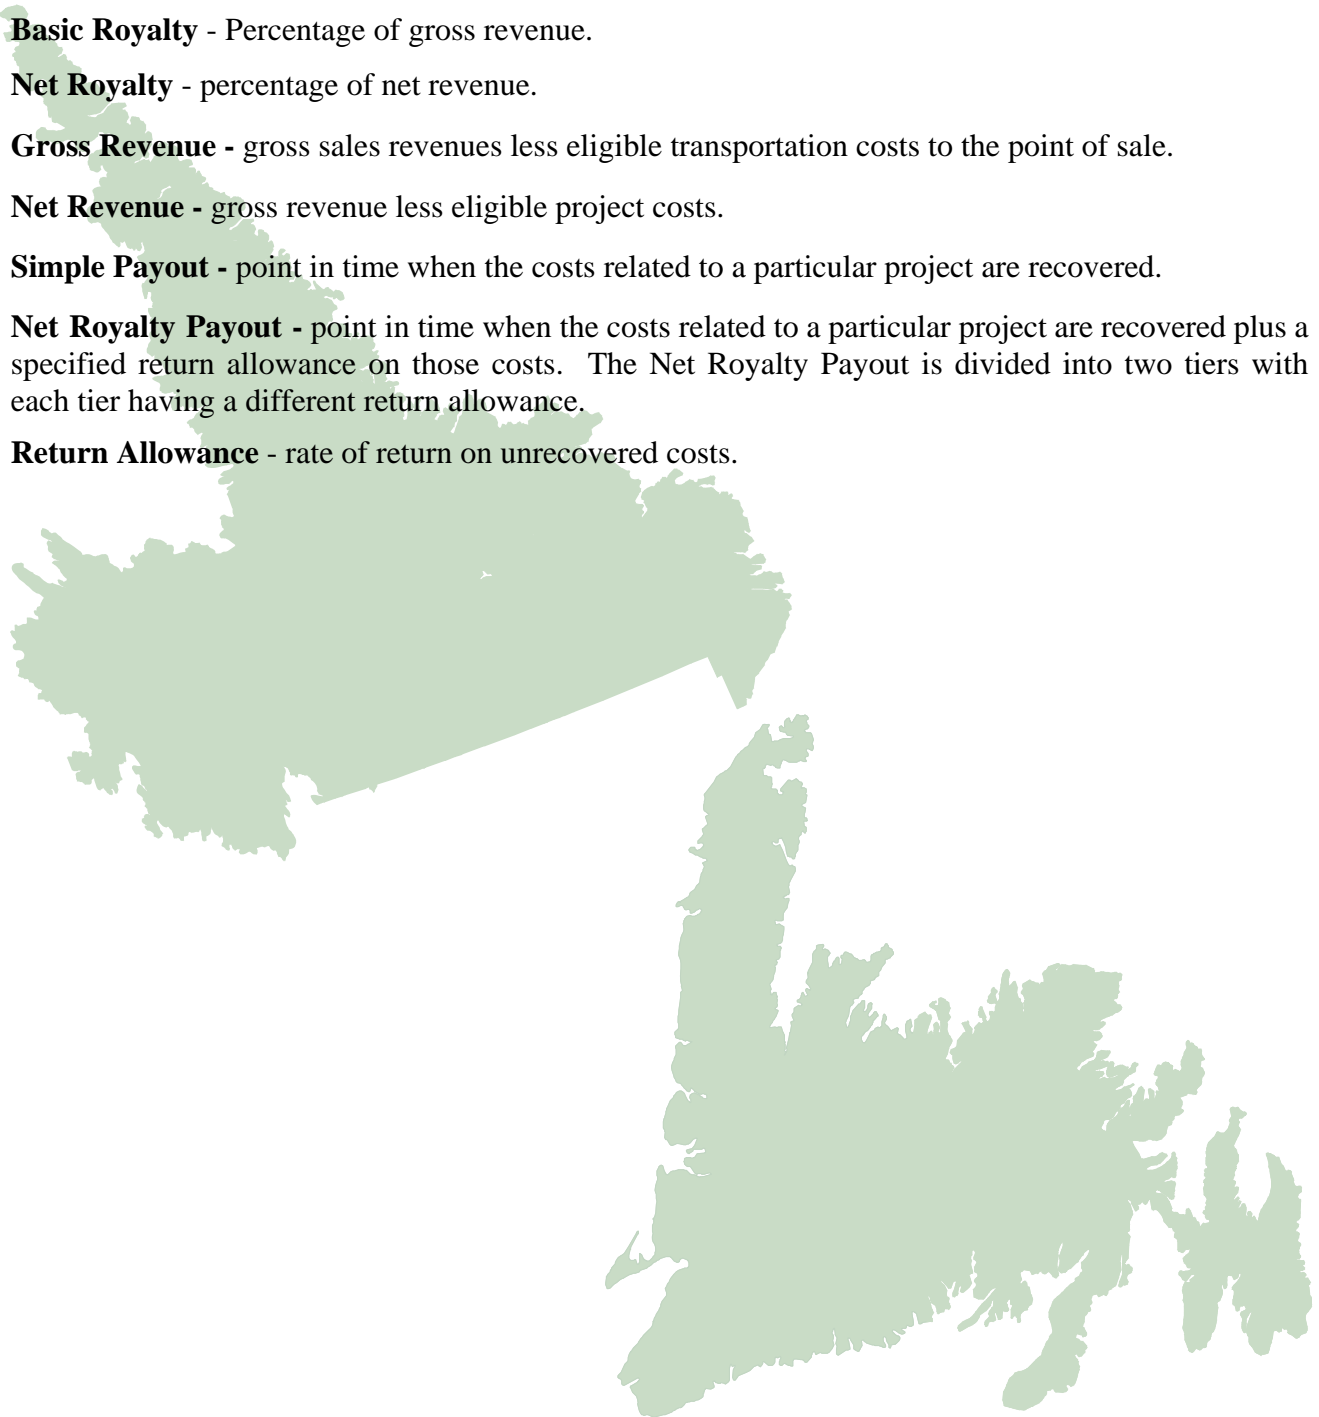 Basic Royalty - Percentage of gross revenue.
Net Royalty - percentage of net revenue.
Gross Revenue - gross sales revenues less eligible transportation costs to the point of sale.
Net Revenue - gross revenue less eligible project costs.
Simple Payout - point in time when the costs related to a particular project are recovered.
Net Royalty Payout - point in time when the costs related to a particular project are recovered plus a
specified return allowance on those costs. The Net Royalty Payout is divided into two tiers with
each tier having a different return allowance.
Return Allowance - rate of return on unrecovered costs.